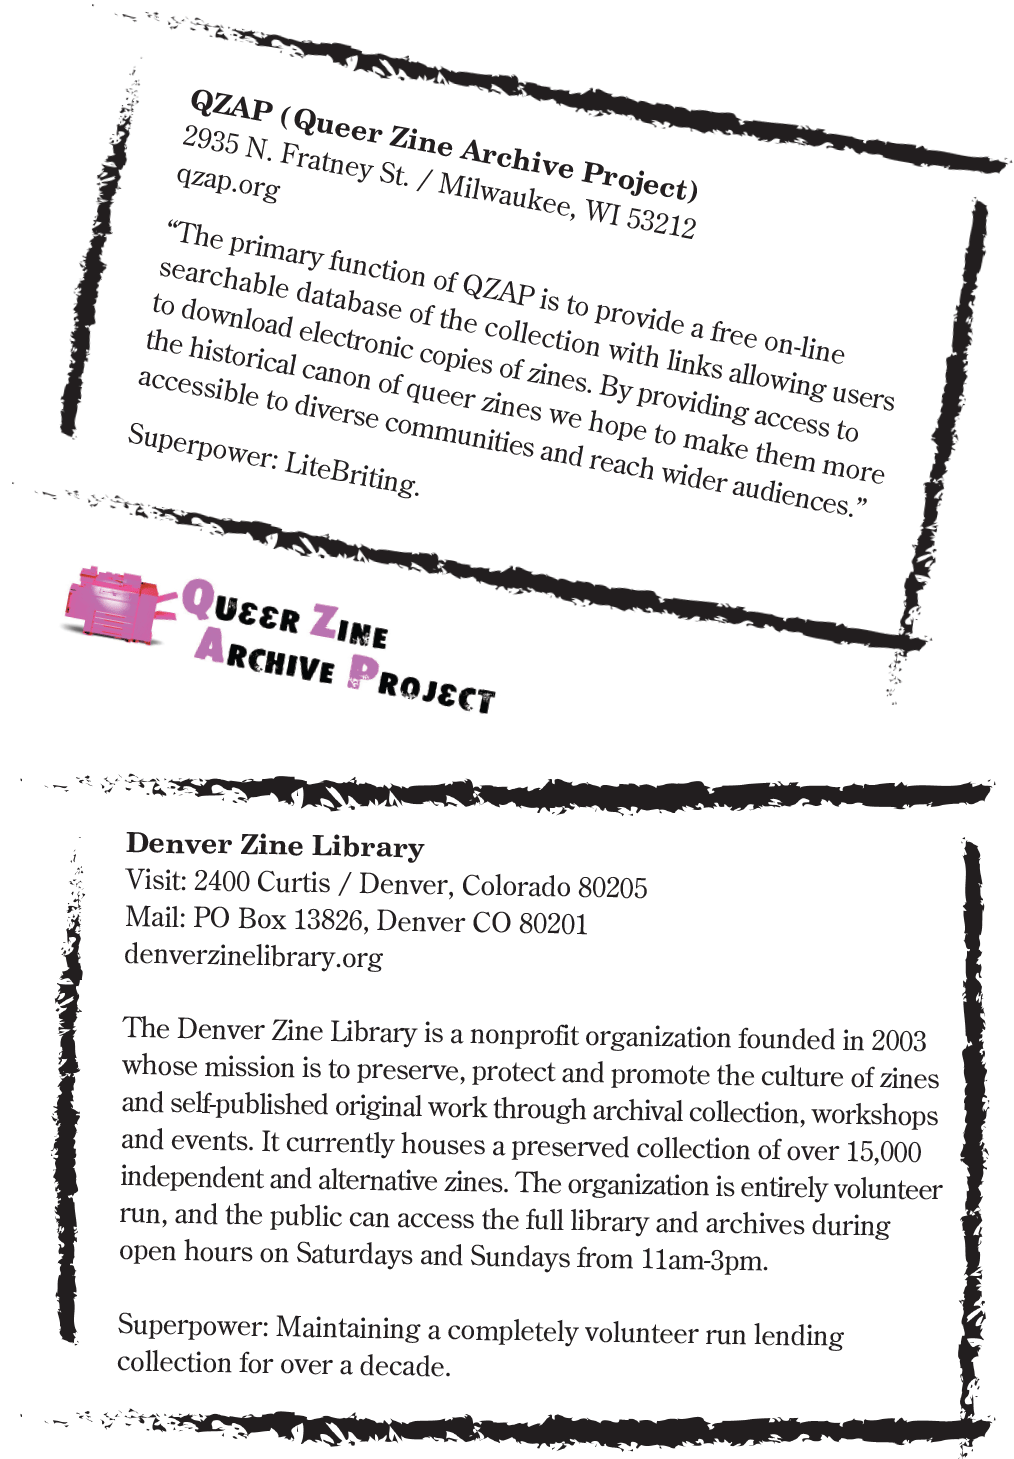 QZAP (Queer Zine Archive Project)
2935 N. Fratney St. / Milwaukee, WI 53212
qzap.org
“The primary function of QZAP is to provide a free on-line
searchable database of the collection with links allowing users
to download electronic copies of zines. By providing access to
the historical canon of queer zines we hope to make them more
accessible to diverse communities and reach wider audiences.”
Superpower: LiteBriting.
QUEER ZINE
ARCHIVE PROJECT
Denver Zine Library
Visit: 2400 Curtis / Denver, Colorado 80205
Mail: PO Box 13826, Denver CO 80201
denverzinelibrary.org
The Denver Zine Library is a nonprofit organization founded in 2003
whose mission is to preserve, protect and promote the culture of zines
and self-published original work through archival collection, workshops
and events. It currently houses a preserved collection of over 15,000
independent and alternative zines. The organization is entirely volunteer
run, and the public can access the full library and archives during
open hours on Saturdays and Sundays from 11am-3pm.
Superpower: Maintaining a completely volunteer run lending
collection for over a decade.